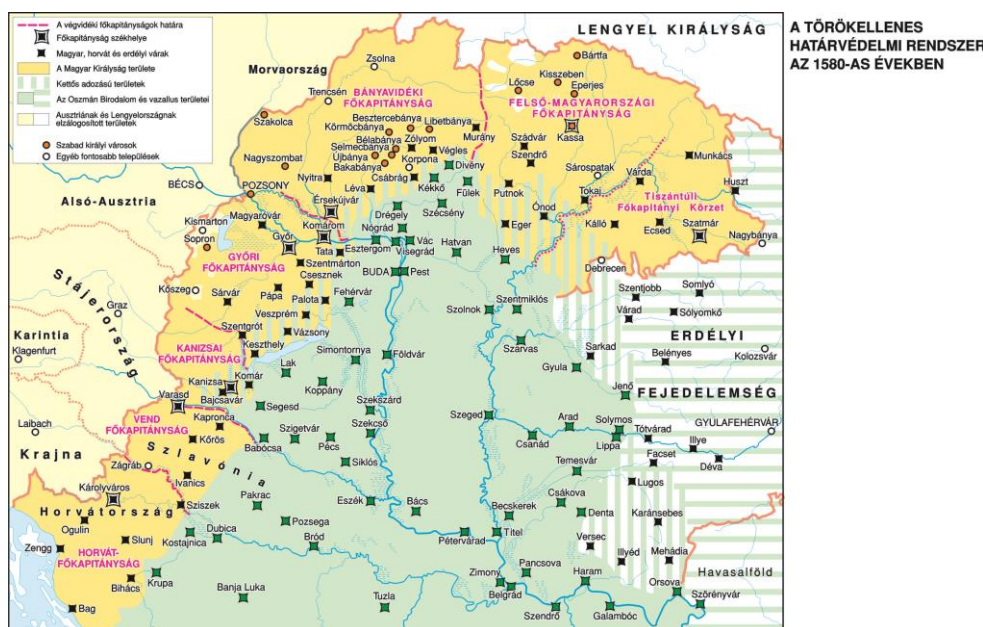 A TÖRÖKELLENES
HATÁRVÉDELMI RENDSZER
AZ 1580-AS ÉVEKBEN
A végvidéki főkapitányságok határa
Főkapitányság székhelye
Magyar, horvát és erdélyi várak
A Magyar Királyság területe
Kettős adózású területek
Az Oszmán Birodalom és vazallus területei
Ausztriának és Lengyelországnak
elzálogosított területek
Szabad királyi városok
Egyéb fontosabb települések
LENGYEL KIRÁLYSÁG
Morvaország
Zsolna
Trencsén
BÁNYAVIDÉKI
FŐKAPITÁNYSÁG
Bártfa
Kisszeben
Lőcse
Eperjes
FELSŐ-MAGYARORSZÁGI
FŐKAPITÁNYSÁG
Kassa
Szakolca
Besztercebánya
Körmöcbánya
Libetbánya
Bélabánya
Zólyom
Selmecbánya
Végles
Újbánya
Korpona
Bakabánya
Csábrág
Murány
Szádvár
Szendrő
Divény
Nagyszombat
Nyitra
Léva
Kékkő
Fülek
Putnok
Sárospatak
Munkács
Várda
Tokaj
Huszt
Tiszántúli
Főkapitányi Körzet
BÉCS
POZSONY
Érsekújvár
Drégely
Szécsény
Ónod
Eger
Kálló
Ecsed
Szatmár
Nagybánya
Alsó-Ausztria
Magyaróvár
Komárom
Nógrád
Kismarton
Sopron
Győr
Tata
Esztergom
Vác
Visegrád
Hatvan
Heves
Debrecen
GYŐRI
FŐKAPITÁNYSÁG
Szentmárton
Csesznek
BUDA
Pest
Kőszeg
Sárvár
Pápa
Palota
Fehérvár
Veszprém
Szolnok
Szentmiklós
Szentjobb
Somlyó
Várad
Sólyomkő
Stájerország
Graz
Szentgrót
Vázsony
Keszthely
KANIZSAI
FŐKAPITÁNYSÁG
Szarvas
Sarkad
ERDÉLYI
Belényes
Kolozsvár
Karintia
Klagenfurt
Lak
Simontornya
Földvár
Gyula
Jenő
FEJEDELEMSÉG
Kanizsa
Komár
Bajcsavár
Koppány
Varasd
Segesd
Szekszárd
Szeged
Arad
Solymos
GYULAFEHÉRVÁR
VEND
FŐKAPITÁNYSÁG
Kapronca
Kőrös
Szigetvár
Szekcső
Csanád
Lippa
Tótvárad
Illye
Laibach
Babócsa
Pécs
Facset
Déva
Krajna
Zágráb
Szlavónia
Siklós
Temesvár
Lugos
Károlyváros
Ivanics
Pakrac
Eszék
Bács
Csákova
Karánsebes
Horvátország
Sziszek
Becskerek
Denta
Ogulin
Dubica
Pozsega
Titel
Versec
Zengg
Slunj
Kostajnica
Bród
Pétervárad
Illyéd
Mehádia
HORVÁT-
FŐKAPITÁNYSÁG
Pancsova
Havasalföld
Bihács
Krupa
Zimony
Haram
Orsova
Banja Luka
Belgrád
Szörényvár
Bag
Tuzla
Szendrő
Galambóc